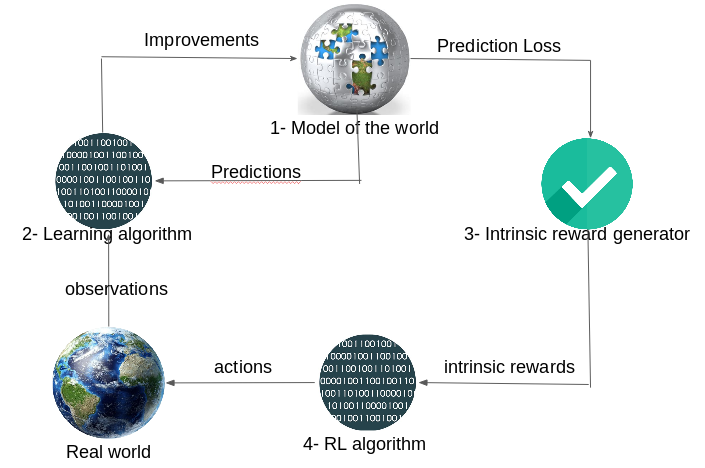 Improvements
Prediction Loss
1- Model of the world
Predictions
2- Learning algorithm
3- Intrinsic reward generator
observations
actions
intrinsic rewards
4- RL algorithm
Real world